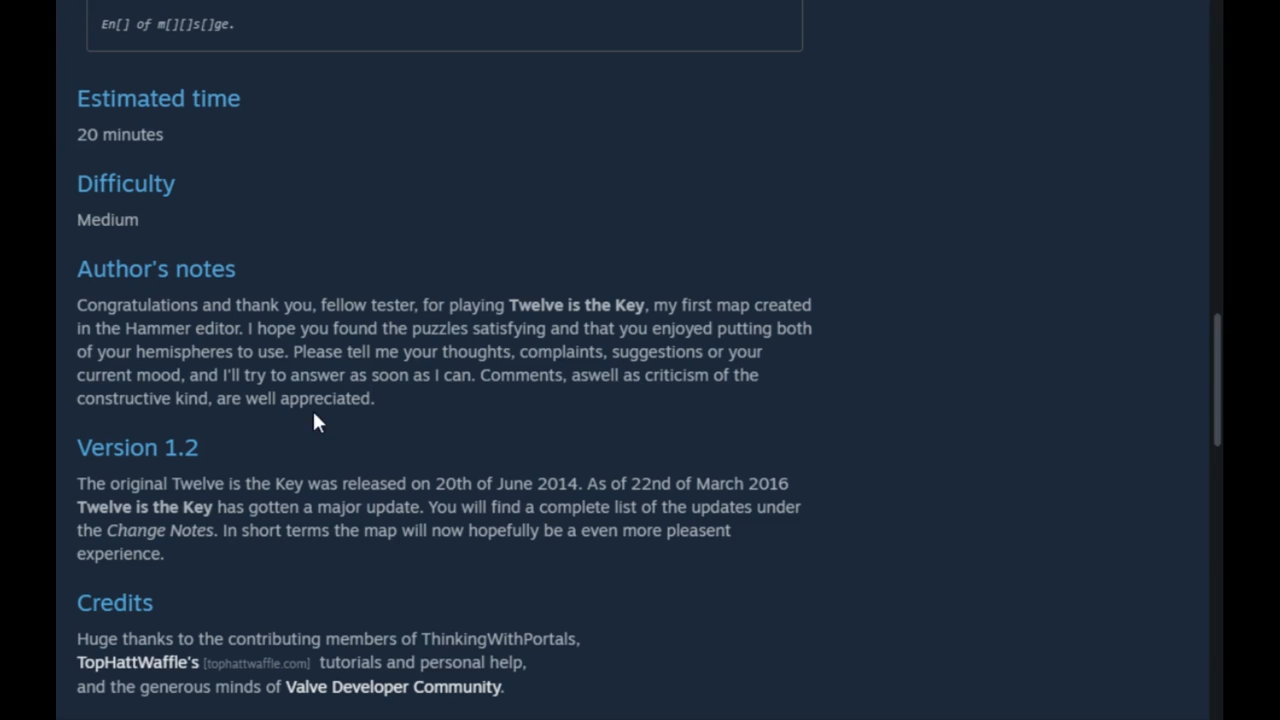 En[] of m[][]s[]ge.
Estimated time
20 minutes
Difficulty
Medium
Author's notes
Congratulations and thank you, fellow tester, for playing Twelve is the Key, my first map created
in the Hammer editor. I hope you found the puzzles satisfying and that you enjoyed putting both
of your hemispheres to use. Please tell me your thoughts, complaints, suggestions or your
current mood, and I'll try to answer as soon as I can. Comments, aswell as criticism of the
constructive kind, are well appreciated.
Version 1.2
The original Twelve is the Key was released on 20th of June 2014. As of 22nd of March 2016
Twelve is the Key has gotten a major update. You will find a complete list of the updates under
the Change Notes. In short terms the map will now hopefully be a even more pleasent
experience.
Credits
Huge thanks to the contributing members of ThinkingWithPortals,
TopHattWaffle's [tophattwaffle.com] tutorials and personal help,
and the generous minds of Valve Developer Community.